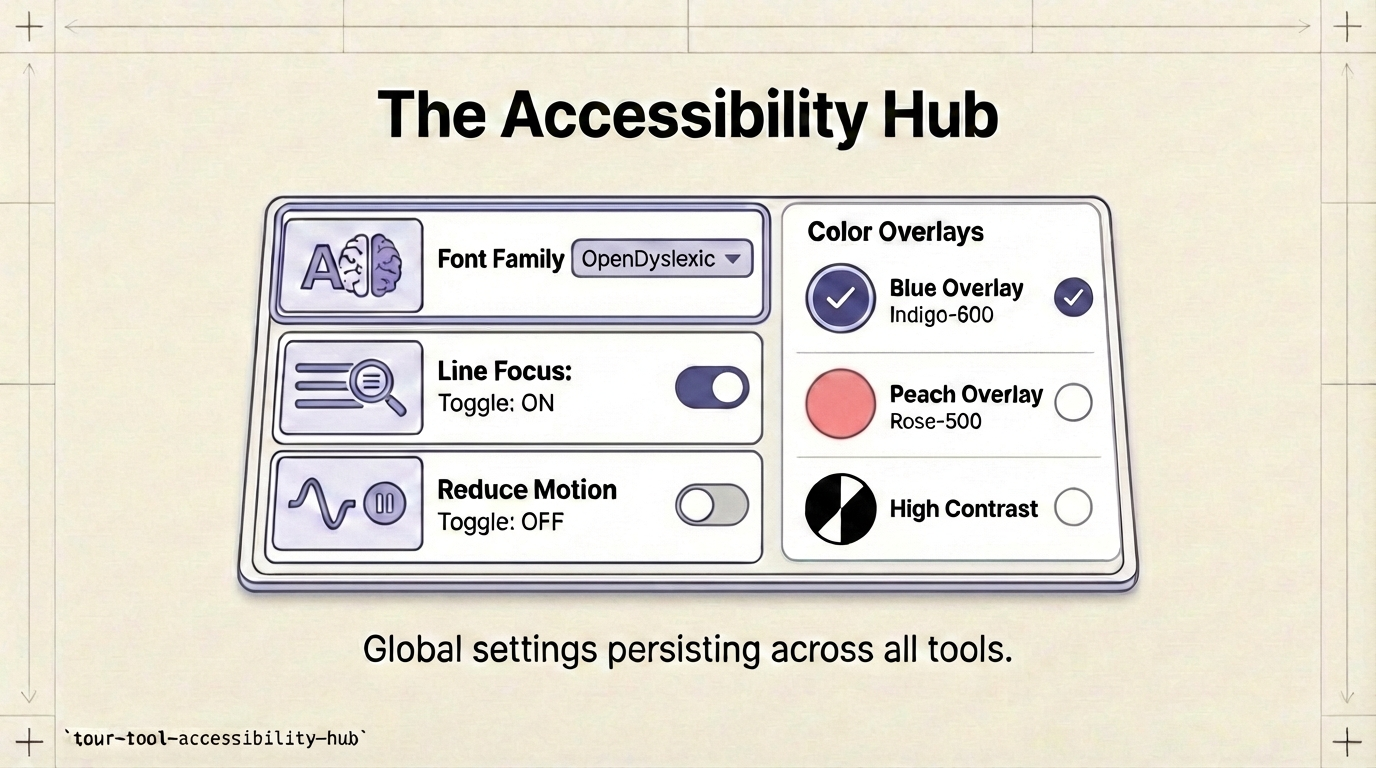 The Accessibility Hub
A
Font Family OpenDyslexic
Line Focus:
Toggle: ON
Reduce Motion
Toggle: OFF
Color Overlays
Blue Overlay
Indigo-600
Peach Overlay
Rose-500
High Contrast
Global settings persisting across all tools.
`tour-tool-accessibility-hub`